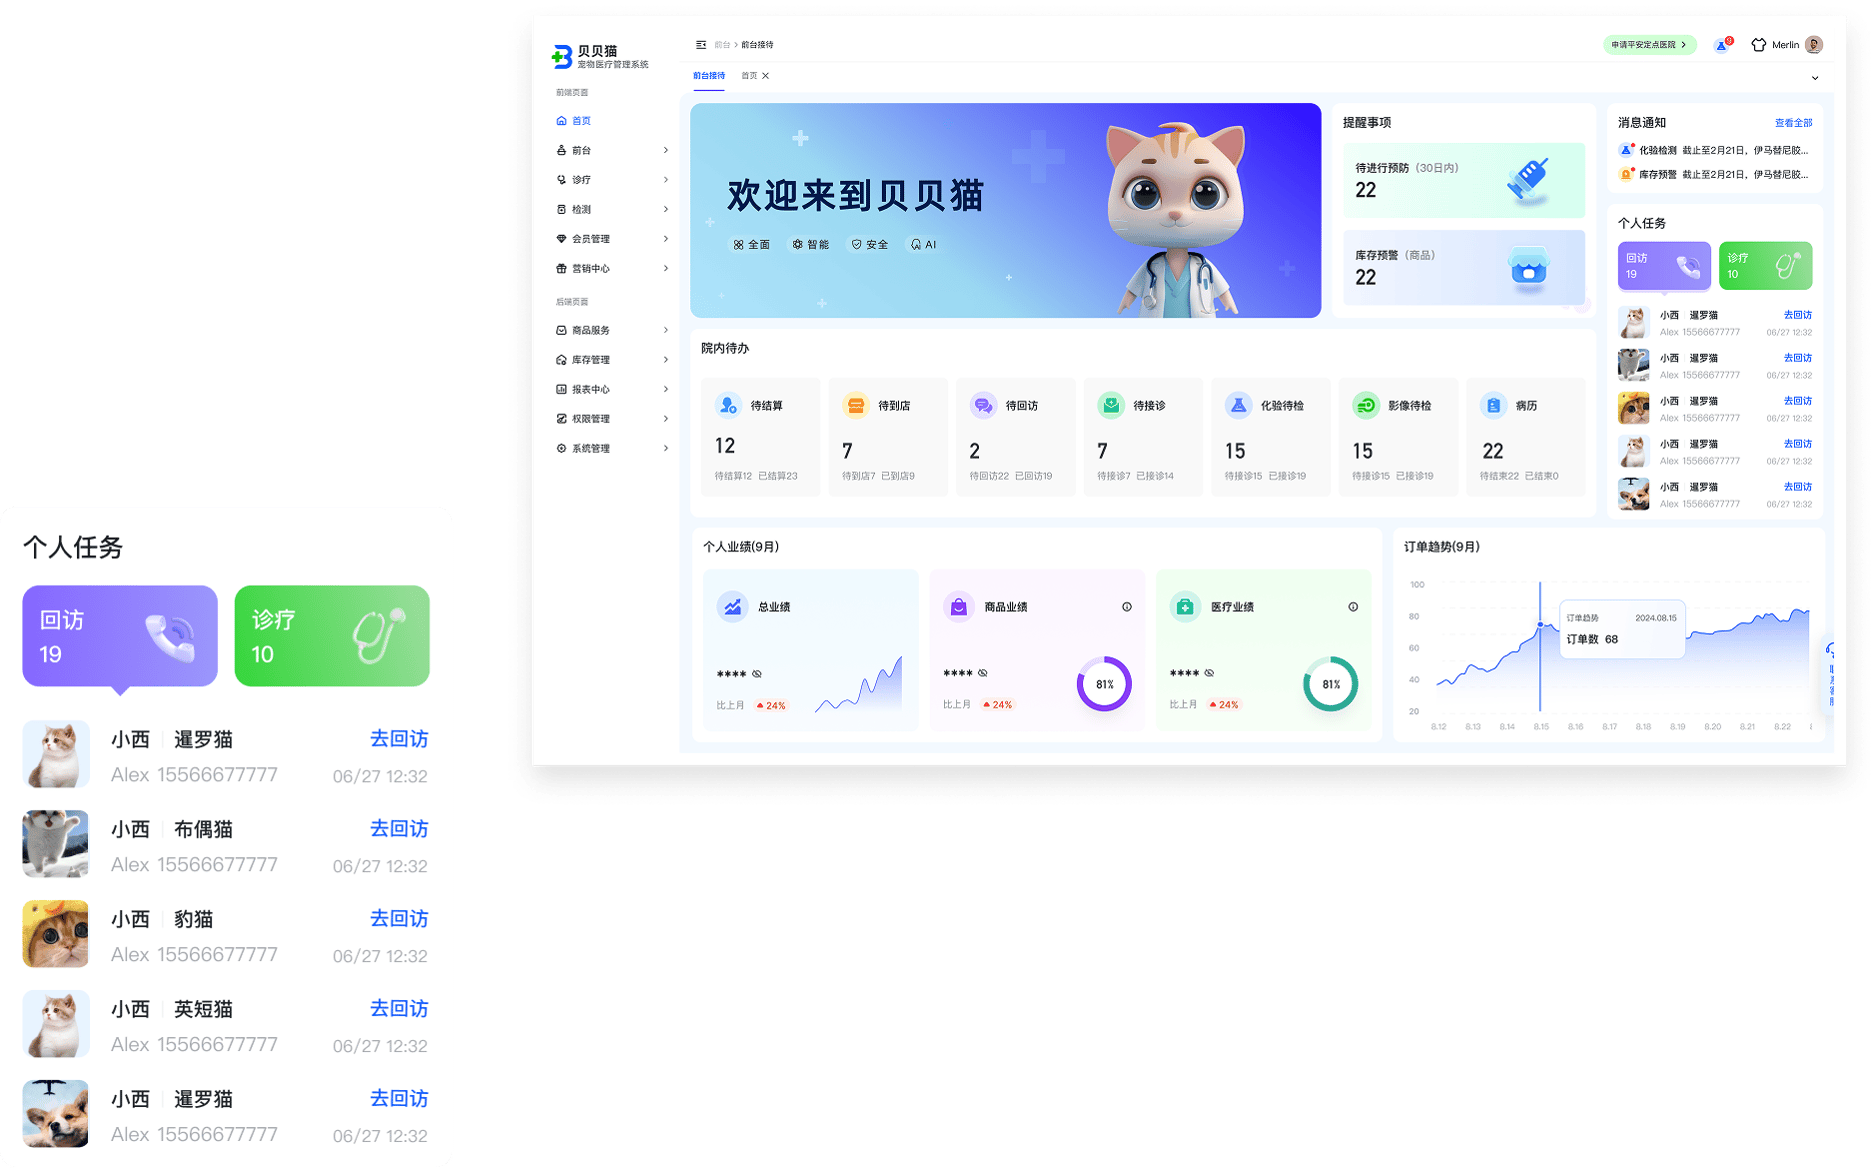 贝贝猫
宠物医疗管理系统
前端页面
首页
前台
诊疗
检测
会员管理
营销中心
后端页面
商品服务
库存管理
报表中心
权限管理
系统管理
前台 > 前台接待
申请平安定点医院 >
Merlin
前台接待 首页
欢迎来到贝贝猫
全面 智能 安全 AI
提醒事项
待进行预防（30日内）
22
库存预警（商品）
22
消息通知 查看全部
化验检测 截止至2月21日，伊马替尼胶...
库存预警 截止至2月21日，伊马替尼胶...
个人任务
回访
19
诊疗
10
小西 暹罗猫 去回访
Alex 15566677777 06/27 12:32
小西 暹罗猫 去回访
Alex 15566677777 06/27 12:32
小西 暹罗猫 去回访
Alex 15566677777 06/27 12:32
小西 暹罗猫 去回访
Alex 15566677777 06/27 12:32
小西 暹罗猫 去回访
Alex 15566677777 06/27 12:32
院内待办
待结算
12
待结算12 已结算23
待到店
7
待到店7 已到店9
待回访
2
待回访22 已回访19
待接诊
7
待接诊7 已接诊14
化验待检
15
待接诊15 已接诊19
影像待检
15
待接诊15 已接诊19
病历
22
待结束22 已结束0
个人业绩(9月)
总业绩
****
比上月 24%
商品业绩
****
比上月 24%
81%
医疗业绩
****
比上月 24%
81%
订单趋势(9月)
100
80
60
40
20
订单趋势 2024.08.15
订单数 68
8.12 8.13 8.14 8.15 8.16 8.17 8.18 8.19 8.20 8.21 8.22
个人任务
回访
19
诊疗
10
小西 暹罗猫 去回访
Alex 15566677777 06/27 12:32
小西 布偶猫 去回访
Alex 15566677777 06/27 12:32
小西 豹猫 去回访
Alex 15566677777 06/27 12:32
小西 英短猫 去回访
Alex 15566677777 06/27 12:32
小西 暹罗猫 去回访
Alex 15566677777 06/27 12:32